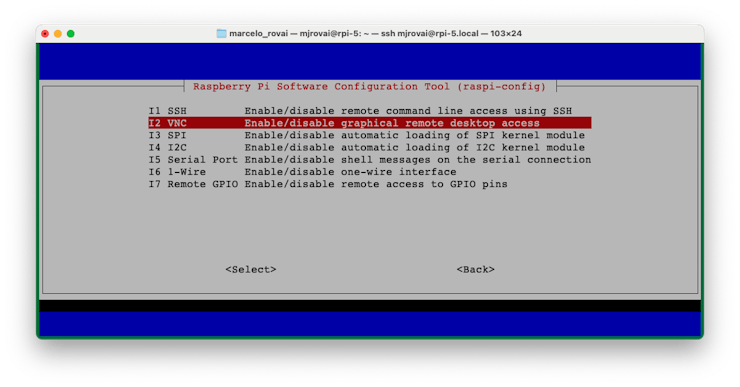 marcelo_rovai — mjrovai@rpi-5: ~ — ssh mjrovai@rpi-5.local — 103×24
Raspberry Pi Software Configuration Tool (raspi-config)
I1 SSH Enable/disable remote command line access using SSH
I2 VNC Enable/disable graphical remote desktop access
I3 SPI Enable/disable automatic loading of SPI kernel module
I4 I2C Enable/disable automatic loading of I2C kernel module
I5 Serial Port Enable/disable shell messages on the serial connection
I6 1-Wire Enable/disable one-wire interface
I7 Remote GPIO Enable/disable remote access to GPIO pins
<Select> <Back>